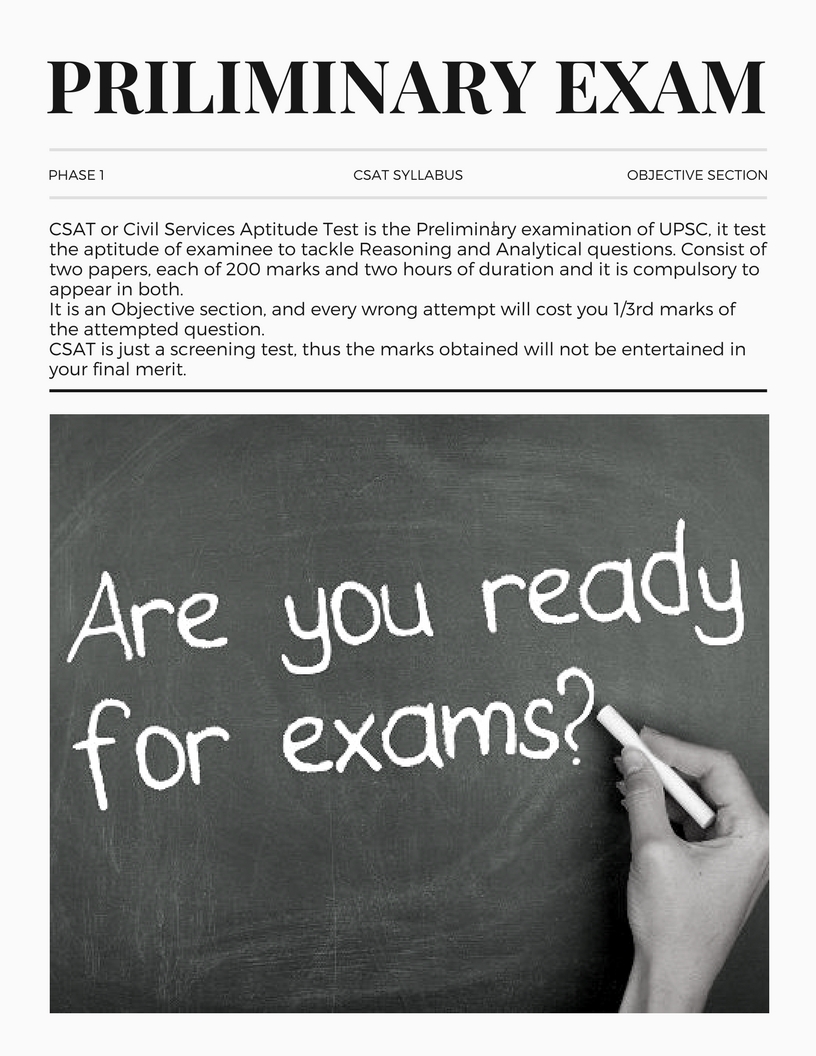 PRILIMINARY EXAM
PHASE 1
CSAT SYLLABUS
OBJECTIVE SECTION
CSAT or Civil Services Aptitude Test is the Preliminary examination of UPSC, it test
the aptitude of examinee to tackle Reasoning and Analytical questions. Consist of
two papers, each of 200 marks and two hours of duration and it is compulsory to
appear in both.
It is an Objective section, and every wrong attempt will cost you 1/3rd marks of
the attempted question.
CSAT is just a screening test, thus the marks obtained will not be entertained in
your final merit.
Are you ready
for exams?